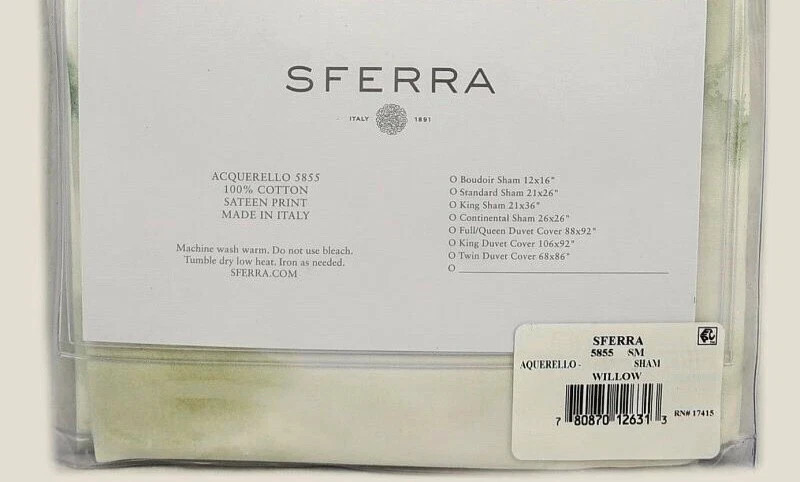 SFERRA
ITALY 1891
ACQUERELLO 5855
100% COTTON
SATEEN PRINT
MADE IN ITALY
Machine wash warm. Do not use bleach.
Tumble dry low heat. Iron as needed.
SFERRA.COM
O Boudoir Sham 12x16"
O Standard Sham 21x26"
O King Sham 21x36"
O Continental Sham 26x26"
O Full/Queen Duvet Cover 88x92"
O King Duvet Cover 106x92"
O Twin Duvet Cover 68x86"
O
SFERRA
5855 SM
AQUERELLO - SHAM
WILLOW
RN# 17415
7 80870 12631 3